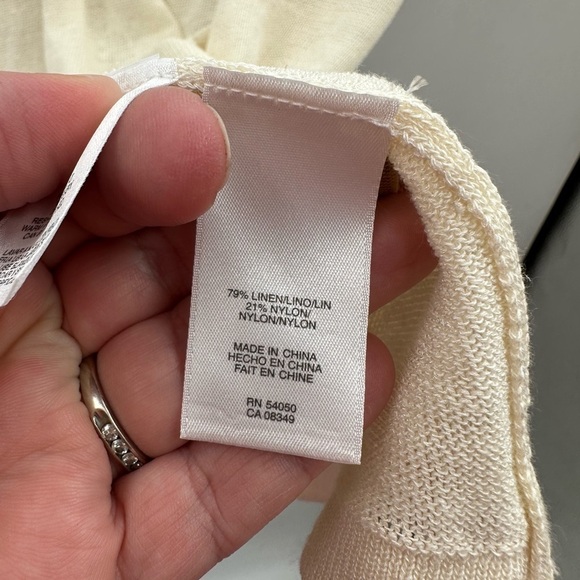 79% LINEN/LINO/LIN
21% NYLON/
NYLON/NYLON
MADE IN CHINA
HECHO EN CHINA
FAIT EN CHINE
RN 54050
CA 08349